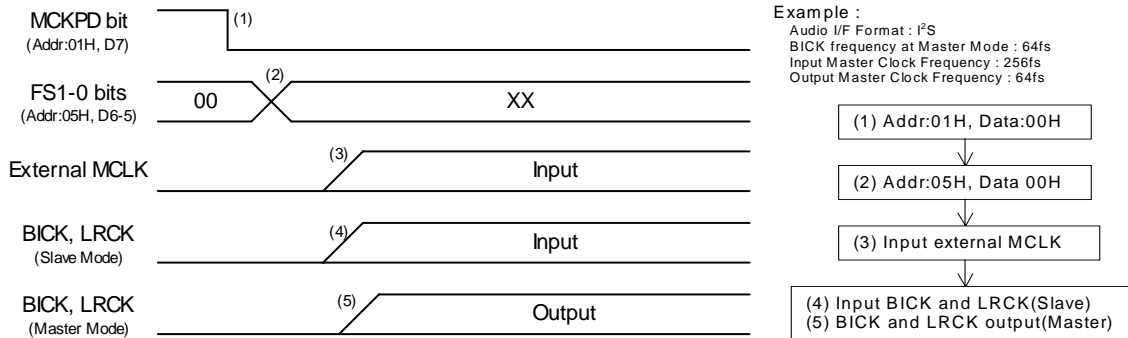 MCKPD bit
(Addr:01H, D7)
(1)
FS1-0 bits
(Addr:05H, D6-5)
00
(2)
XX
External MCLK
(3)
Input
BICK, LRCK
(Slave Mode)
(4)
Input
BICK, LRCK
(Master Mode)
(5)
Output
Example :
Audio I/F Format : I²S
BICK frequency at Master Mode : 64fs
Input Master Clock Frequency : 256fs
Output Master Clock Frequency : 64fs
(1) Addr:01H, Data:00H
(2) Addr:05H, Data 00H
(3) Input external MCLK
(4) Input BICK and LRCK(Slave)
(5) BICK and LRCK output(Master)